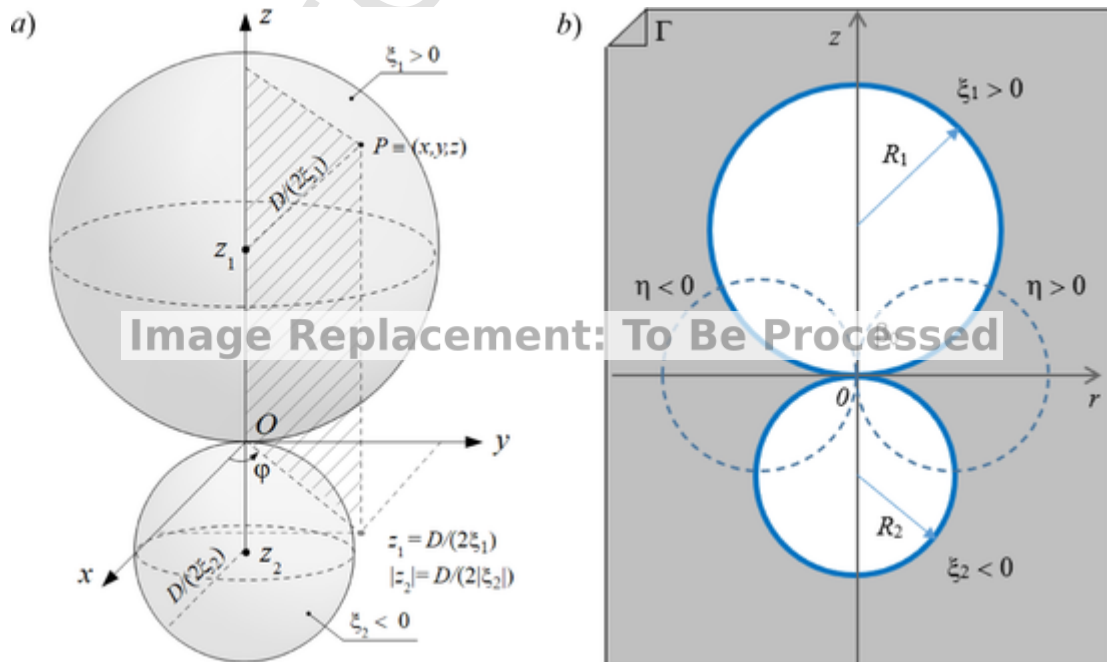 a)
z
ξ₁ > 0
P ≡ (x,y,z)
D/(2ξ₁)
z₁
O
y
φ
z₁ = D/(2ξ₁)
|z₂| = D/(2|ξ₂|)
x
z₂
D/(2ξ₂)
ξ₂ < 0
b)
Γ
z
ξ₁ > 0
R₁
η < 0
η > 0
0
r
R₂
ξ₂ < 0
Image Replacement: To Be Processed